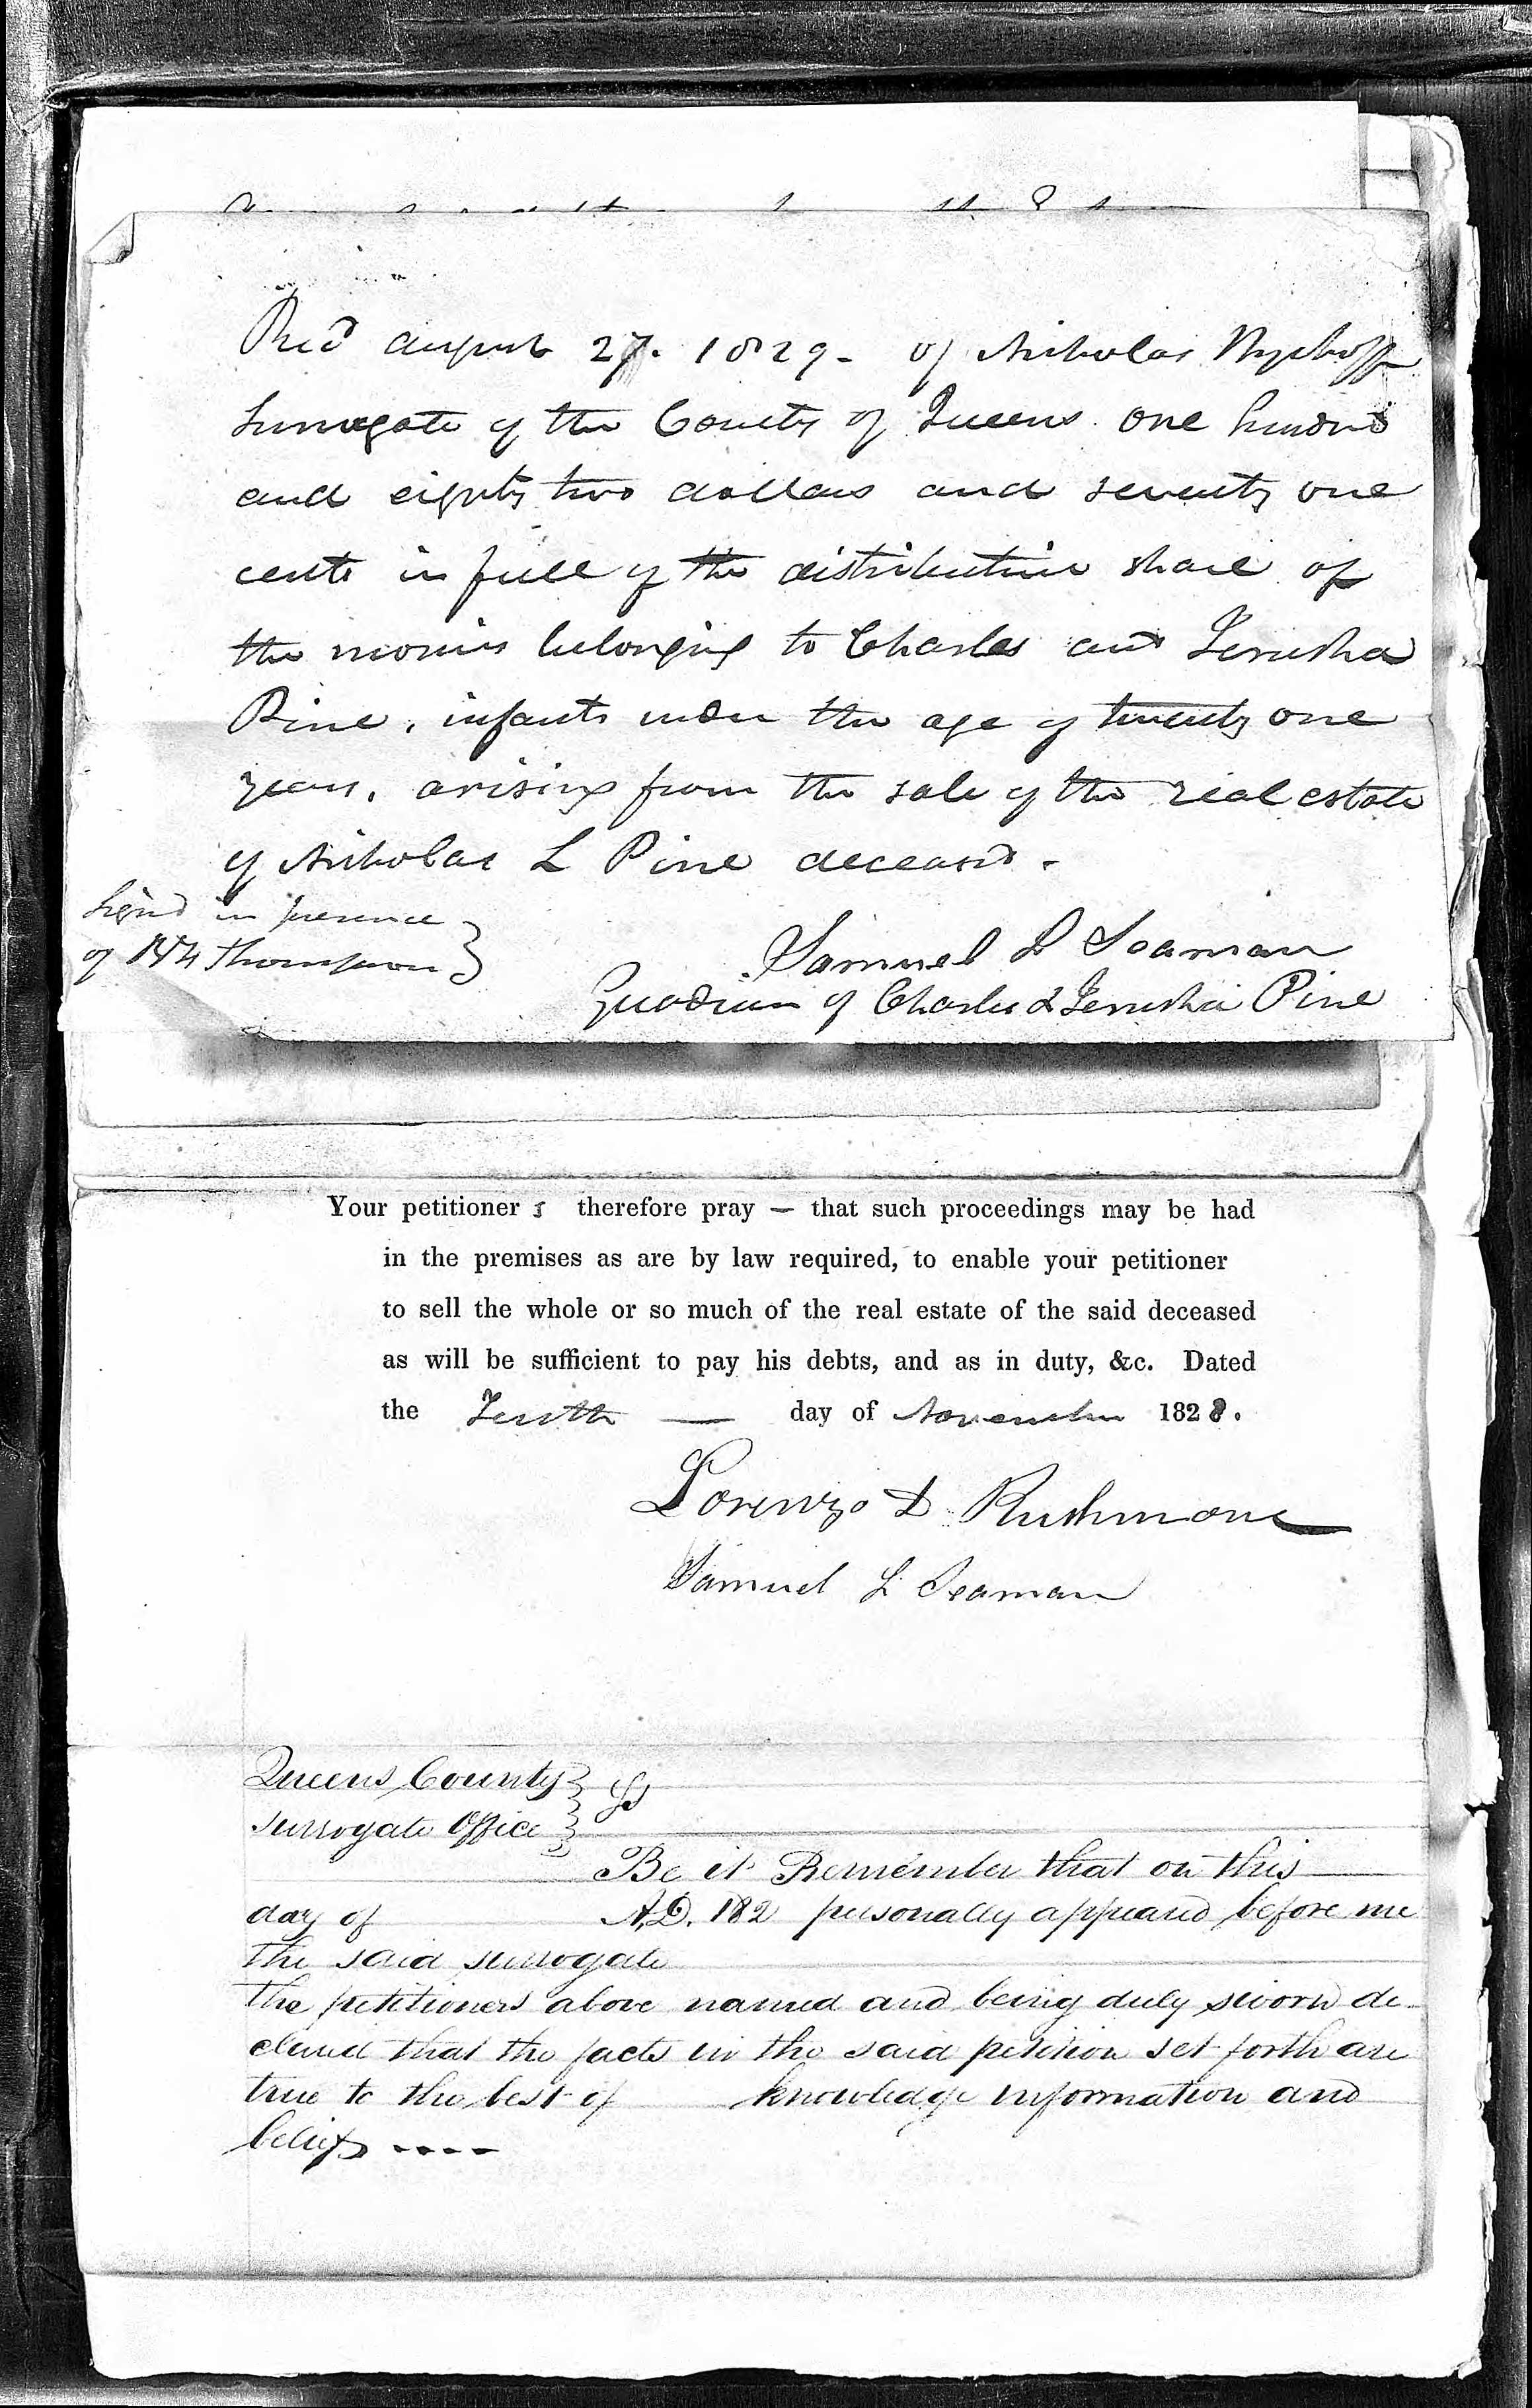 Rec'd august 27. 1829 - of Nicholas Wyckoff
Surrogate of the County of Queens. one hundred
and eighty two dollars and seventy one
cents in full of the distributive share of
the monies belonging to Charles and Jerusha
Pine, infants under the age of twenty one
years, arising from the sale of the real estate
of Nicholas L Pine deceased -
Signed in presence
of Thompson
Samuel L Seaman
Guardian of Charles & Jerusha Pine
Your petitioner s therefore pray — that such proceedings may be had
in the premises as are by law required, to enable your petitioner
to sell the whole or so much of the real estate of the said deceased
as will be sufficient to pay his debts, and as in duty, &c. Dated
the Tenth — day of November 1828.
Lorenzo D Rushmore
Samuel L Seaman
Queens County } Ss
Surrogate Office }
Be it Remember that on this
day of A.D. 182 personally appeared before me
the said surrogate
the petitioners above named and being duly sworn de-
clared that the facts in the said petition set forth are
true to the best of knowledge information and
belief - - - -